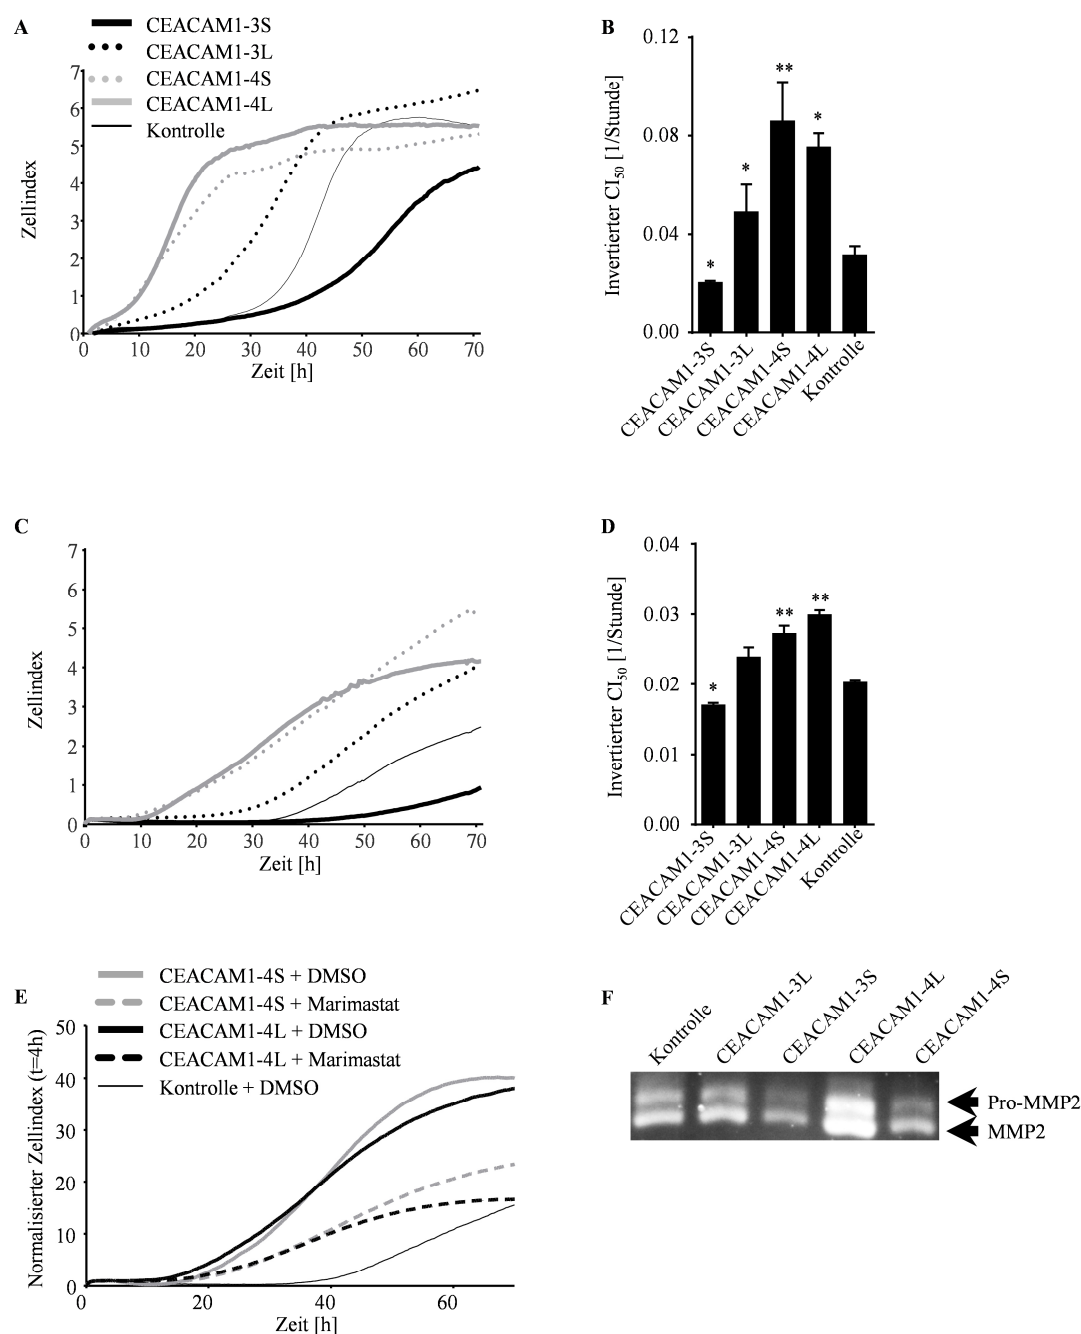 A
CEACAM1-3S
CEACAM1-3L
CEACAM1-4S
CEACAM1-4L
Kontrolle
7
6
5
4
3
2
1
0
Zellindex
0 10 20 30 40 50 60 70
Zeit [h]
B
0.12
0.08
0.04
0.00
Invertierter CI50 [1/Stunde]
* * ** *
CEACAM1-3S
CEACAM1-3L
CEACAM1-4S
CEACAM1-4L
Kontrolle
C
7
6
5
4
3
2
1
0
Zellindex
0 10 20 30 40 50 60 70
Zeit [h]
D
0.04
0.03
0.02
0.01
0.00
Invertierter CI50 [1/Stunde]
* ** **
CEACAM1-3S
CEACAM1-3L
CEACAM1-4S
CEACAM1-4L
Kontrolle
E
CEACAM1-4S + DMSO
CEACAM1-4S + Marimastat
CEACAM1-4L + DMSO
CEACAM1-4L + Marimastat
Kontrolle + DMSO
50
40
30
20
10
0
Normalisierter Zellindex (t=4h)
0 20 40 60
Zeit [h]
F
Kontrolle
CEACAM1-3L
CEACAM1-3S
CEACAM1-4L
CEACAM1-4S
Pro-MMP2
MMP2